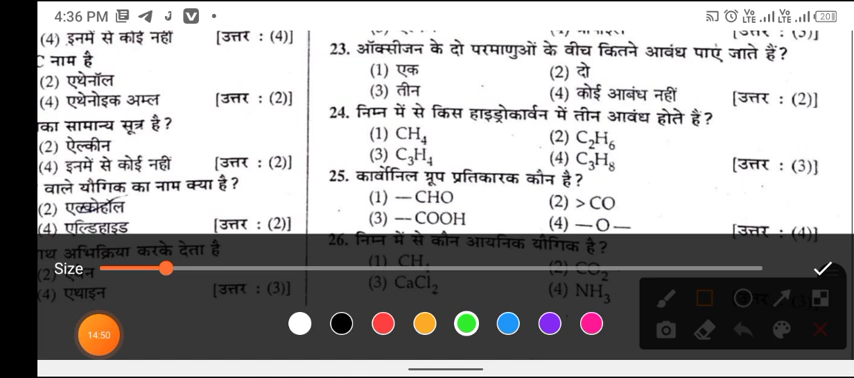 4:36 PM
(4) इनमें से कोई नहीं [उत्तर : (4)]
नाम है
(2) एथेनॉल
(4) एथेनोइक अम्ल [उत्तर : (2)]
का सामान्य सूत्र है?
(2) ऐल्कीन
(4) इनमें से कोई नहीं [उत्तर : (2)]
वाले यौगिक का नाम क्या है?
(2) एल्कोहॉल
(4) एल्डिहाइड [उत्तर : (2)]
अभिक्रिया करके देता है
(4) एथाइन [उत्तर : (3)]
23. ऑक्सीजन के दो परमाणुओं के बीच कितने आबंध पाएं जाते हैं?
(1) एक (2) दो
(3) तीन (4) कोई आबंध नहीं [उत्तर : (2)]
24. निम्न में से किस हाइड्रोकार्बन में तीन आबंध होते हैं?
(1) CH₄ (2) C₂H₆
(3) C₃H₄ (4) C₃H₈ [उत्तर : (3)]
25. कार्बोनिल ग्रुप प्रतिकारक कौन है?
(1) — CHO (2) > CO
(3) — COOH (4) — O — [उत्तर : (4)]
26. निम्न में से कौन आयनिक यौगिक है?
(1) CH₄ (2) CO₂
(3) CaCl₂ (4) NH₃
Size
14:50